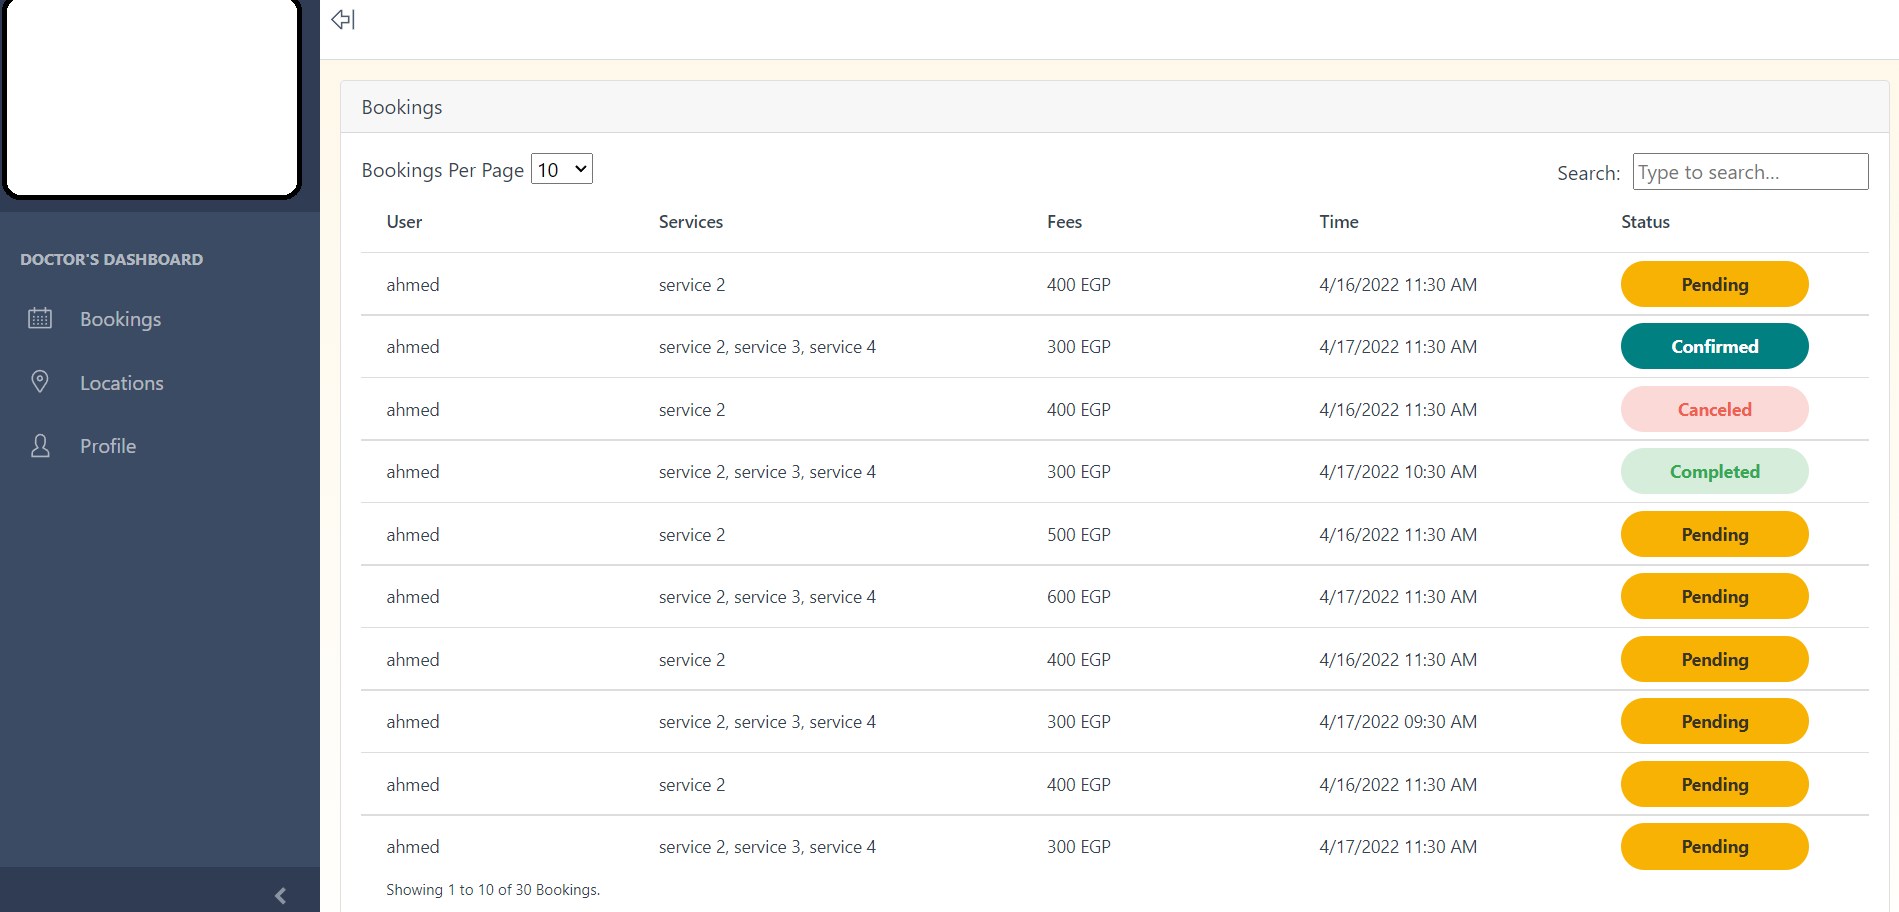 DOCTOR'S DASHBOARD
Bookings
Locations
Profile
Bookings
Bookings Per Page 10 Search: Type to search...
User Services Fees Time Status
ahmed service 2 400 EGP 4/16/2022 11:30 AM Pending
ahmed service 2, service 3, service 4 300 EGP 4/17/2022 11:30 AM Confirmed
ahmed service 2 400 EGP 4/16/2022 11:30 AM Canceled
ahmed service 2, service 3, service 4 300 EGP 4/17/2022 10:30 AM Completed
ahmed service 2 500 EGP 4/16/2022 11:30 AM Pending
ahmed service 2, service 3, service 4 600 EGP 4/17/2022 11:30 AM Pending
ahmed service 2 400 EGP 4/16/2022 11:30 AM Pending
ahmed service 2, service 3, service 4 300 EGP 4/17/2022 09:30 AM Pending
ahmed service 2 400 EGP 4/16/2022 11:30 AM Pending
ahmed service 2, service 3, service 4 300 EGP 4/17/2022 11:30 AM Pending
Showing 1 to 10 of 30 Bookings.